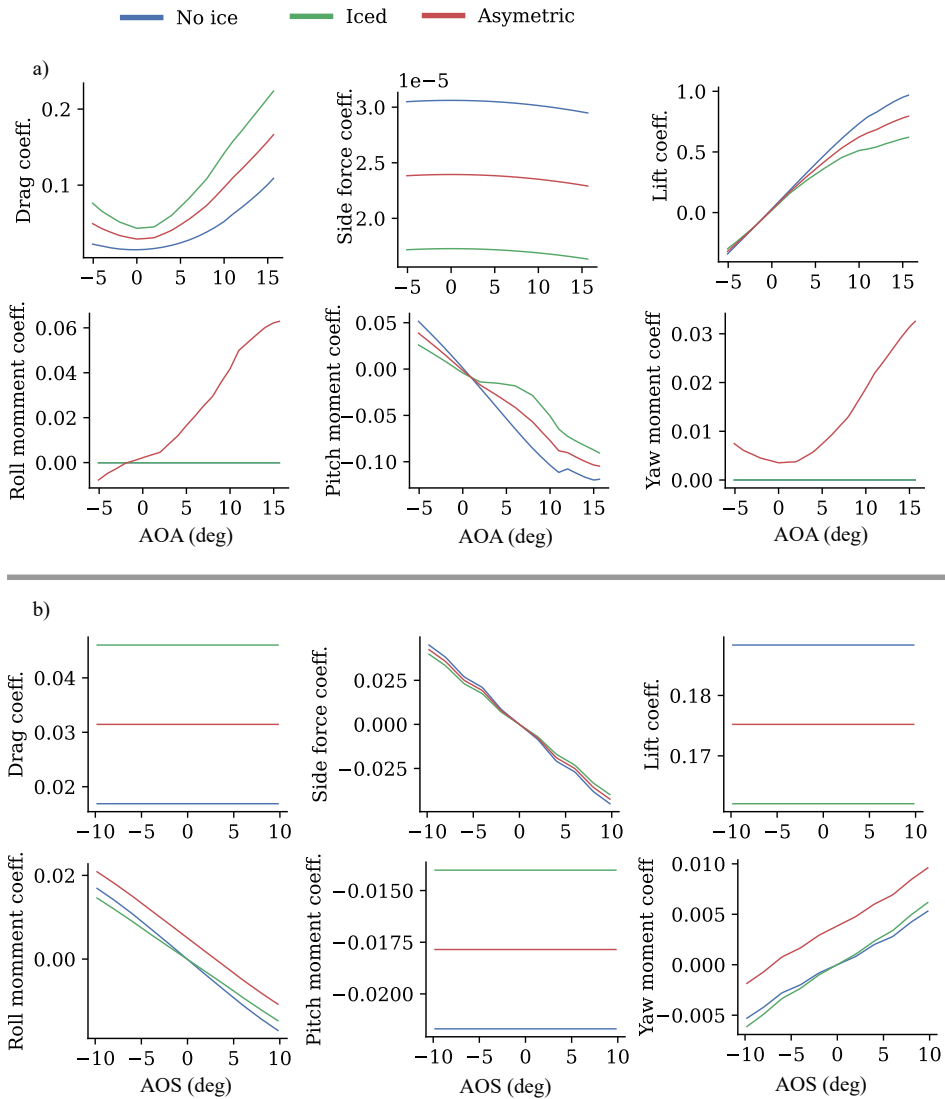 No ice Iced Asymetric
a)
1e−5
Drag coeff.
0.2
0.1
−5 0 5 10 15
Side force coeff.
3.0
2.5
2.0
−5 0 5 10 15
Lift coeff.
1.0
0.5
0.0
−5 0 5 10 15
Roll momment coeff.
0.06
0.04
0.02
0.00
−5 0 5 10 15
AOA (deg)
Pitch moment coeff.
0.05
0.00
−0.05
−0.10
−5 0 5 10 15
AOA (deg)
Yaw moment coeff
0.03
0.02
0.01
0.00
−5 0 5 10 15
AOA (deg)
b)
Drag coeff.
0.04
0.03
0.02
−10 −5 0 5 10
Side force coeff.
0.025
0.000
−0.025
−10 −5 0 5 10
Lift coeff.
0.18
0.17
−10 −5 0 5 10
Roll momment coeff.
0.02
0.00
−10 −5 0 5 10
AOS (deg)
Pitch moment coeff.
−0.0150
−0.0175
−0.0200
−10 −5 0 5 10
AOS (deg)
Yaw moment coeff
0.010
0.005
0.000
−0.005
−10 −5 0 5 10
AOS (deg)